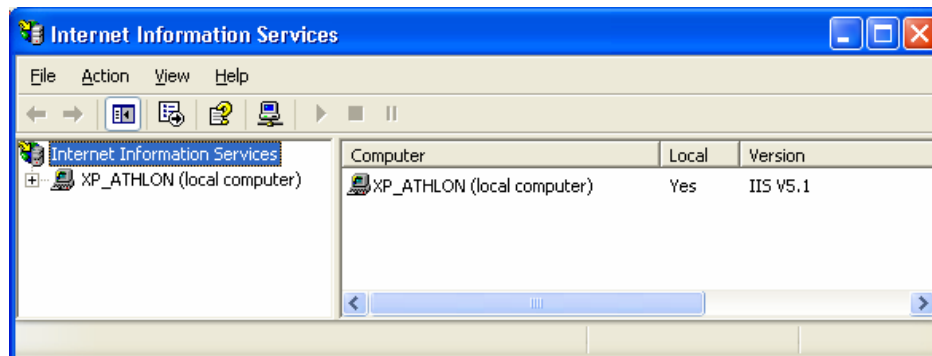 Internet Information Services
File Action View Help
Internet Information Services
XP_ATHLON (local computer)
Computer Local Version
XP_ATHLON (local computer) Yes IIS V5.1